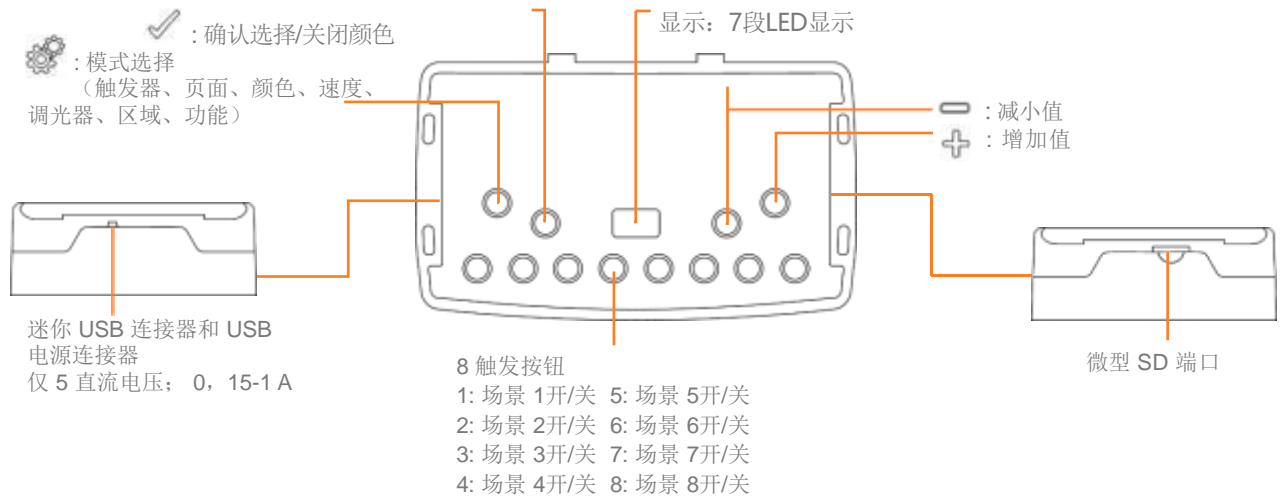 : 确认选择/关闭颜色
: 模式选择
（触发器、页面、颜色、速度、
调光器、区域、功能）
显示：7段LED显示
: 减小值
: 增加值
迷你 USB 连接器和 USB
电源连接器
仅 5 直流电压； 0，15-1 A
8 触发按钮
1: 场景 1开/关 5: 场景 5开/关
2: 场景 2开/关 6: 场景 6开/关
3: 场景 3开/关 7: 场景 7开/关
4: 场景 4开/关 8: 场景 8开/关
微型 SD 端口